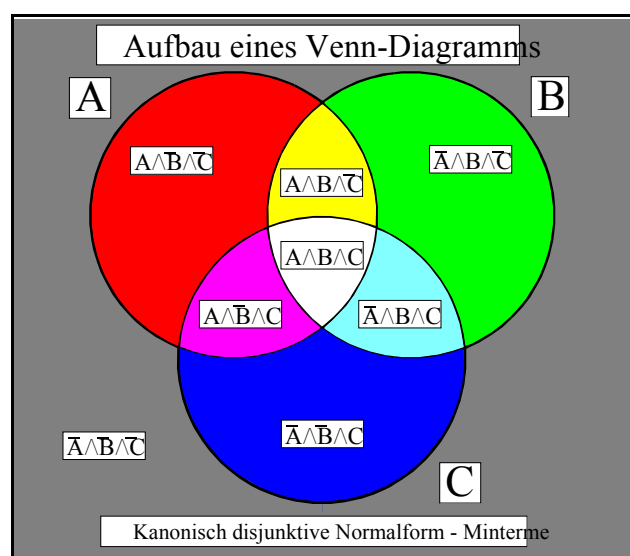 Aufbau eines Venn-Diagramms
A
B
A/\B̅/\C̅
A̅/\B/\C̅
A/\B/\C̅
A/\B/\C
A/\B̅/\C
A̅/\B/\C
A̅/\B̅/\C
A̅/\B̅/\C̅
C
Kanonisch disjunktive Normalform - Minterme